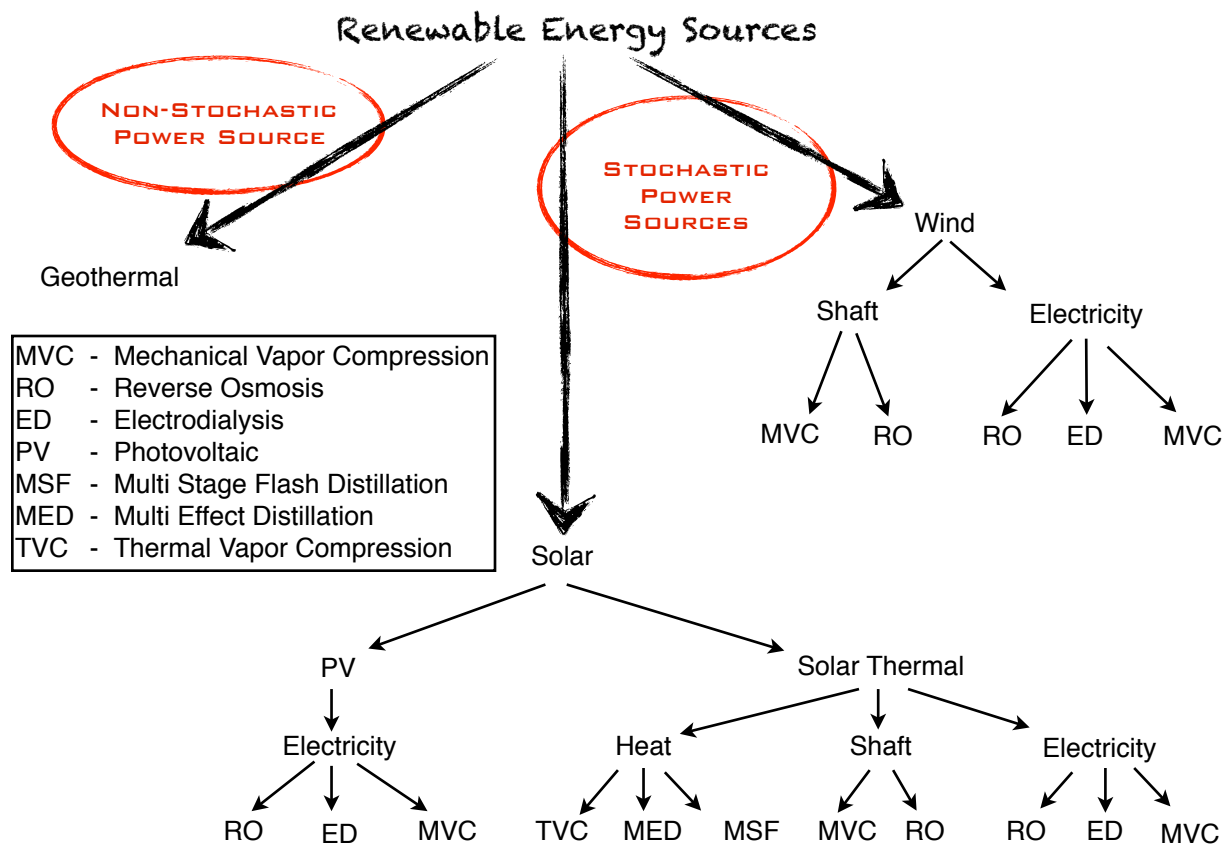 Renewable Energy Sources
Non-Stochastic
Power Source
Stochastic
Power
Sources
Wind
Geothermal
Shaft
Electricity
MVC
RO
RO
ED
MVC
MVC - Mechanical Vapor Compression
RO - Reverse Osmosis
ED - Electrodialysis
PV - Photovoltaic
MSF - Multi Stage Flash Distillation
MED - Multi Effect Distillation
TVC - Thermal Vapor Compression
Solar
PV
Solar Thermal
Electricity
Heat
Shaft
Electricity
RO
ED
MVC
TVC
MED
MSF
MVC
RO
RO
ED
MVC